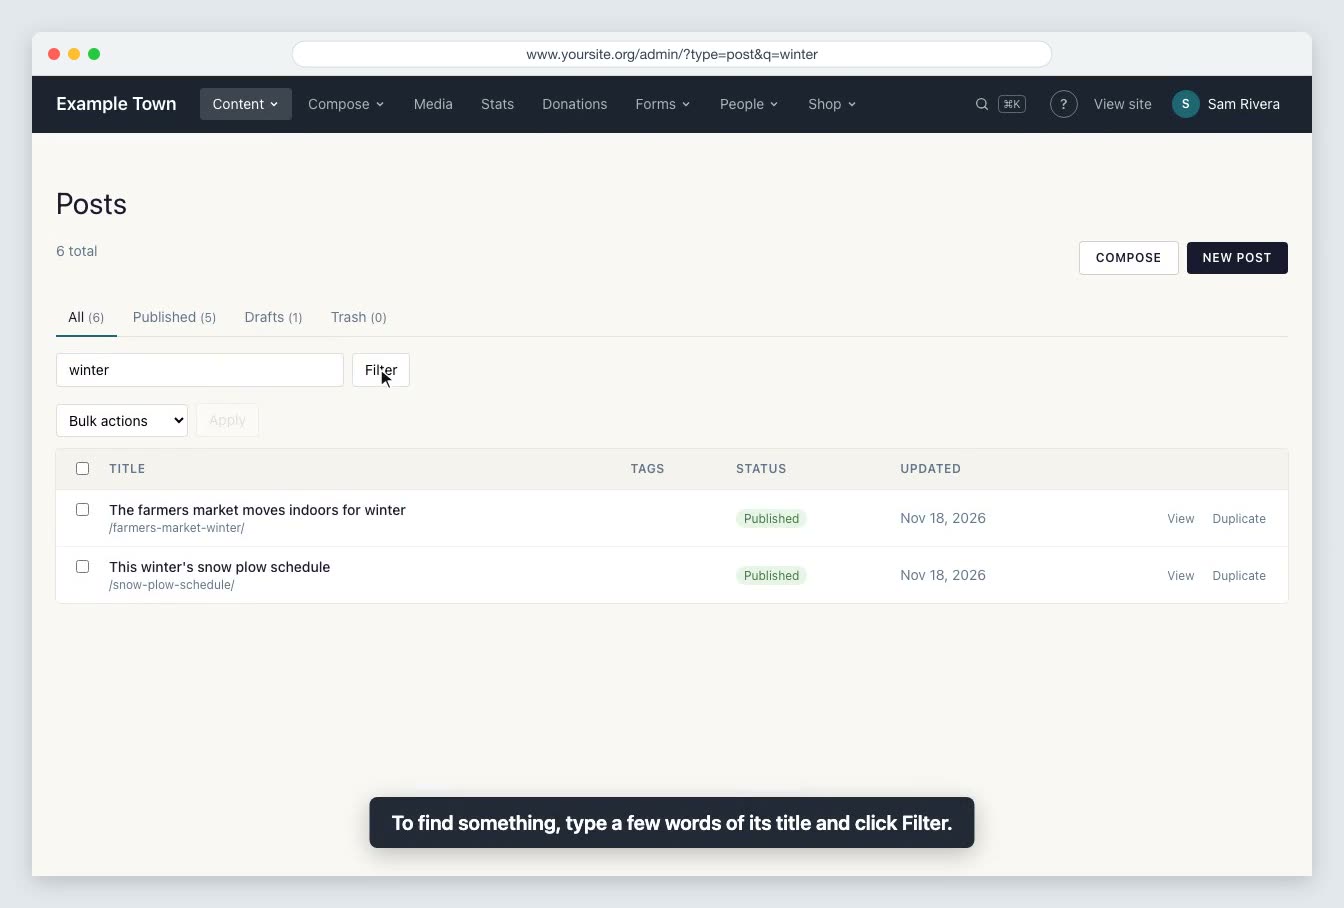 www.yoursite.org/admin/?type=post&q=winter
Example Town Content Compose Media Stats Donations Forms People Shop ⌘K ? View site S Sam Rivera
Posts
6 total
COMPOSE NEW POST
All (6) Published (5) Drafts (1) Trash (0)
winter Filter
Bulk actions Apply
TITLE TAGS STATUS UPDATED
The farmers market moves indoors for winter
/farmers-market-winter/
Published Nov 18, 2026 View Duplicate
This winter's snow plow schedule
/snow-plow-schedule/
Published Nov 18, 2026 View Duplicate
To find something, type a few words of its title and click Filter.